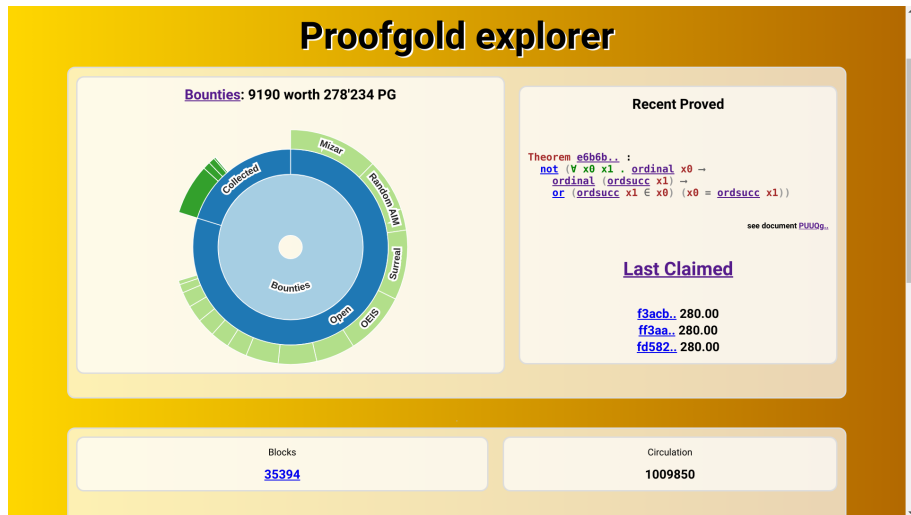 Proofgold explorer
Bounties: 9190 worth 278'234 PG
Mizar
Random AIM
Surreal
OEIS
Open
Collected
Bounties
Recent Proved
Theorem e6b6b.. :
not (∀ x0 x1 . ordinal x0 →
ordinal (ordsucc x1) →
or (ordsucc x1 ∈ x0) (x0 = ordsucc x1))
see document PUUQg..
Last Claimed
f3acb.. 280.00
ff3aa.. 280.00
fd582.. 280.00
Blocks
35394
Circulation
1009850